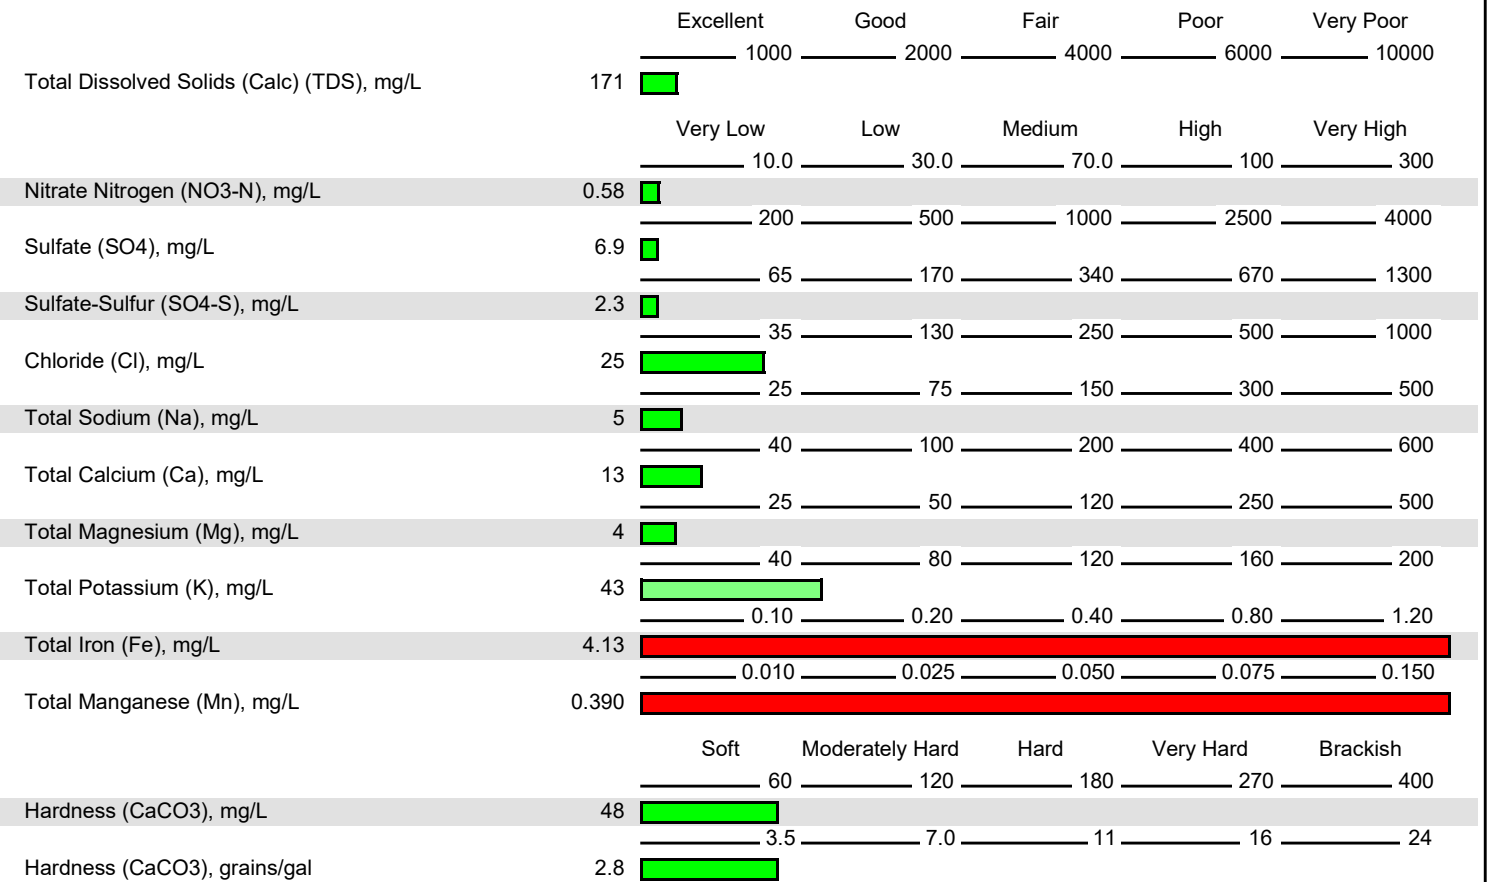 Excellent Good Fair Poor Very Poor
1000 2000 4000 6000 10000
Total Dissolved Solids (Calc) (TDS), mg/L 171
Very Low Low Medium High Very High
10.0 30.0 70.0 100 300
Nitrate Nitrogen (NO3-N), mg/L 0.58
200 500 1000 2500 4000
Sulfate (SO4), mg/L 6.9
65 170 340 670 1300
Sulfate-Sulfur (SO4-S), mg/L 2.3
35 130 250 500 1000
Chloride (Cl), mg/L 25
25 75 150 300 500
Total Sodium (Na), mg/L 5
40 100 200 400 600
Total Calcium (Ca), mg/L 13
25 50 120 250 500
Total Magnesium (Mg), mg/L 4
40 80 120 160 200
Total Potassium (K), mg/L 43
0.10 0.20 0.40 0.80 1.20
Total Iron (Fe), mg/L 4.13
0.010 0.025 0.050 0.075 0.150
Total Manganese (Mn), mg/L 0.390
Soft Moderately Hard Hard Very Hard Brackish
60 120 180 270 400
Hardness (CaCO3), mg/L 48
3.5 7.0 11 16 24
Hardness (CaCO3), grains/gal 2.8